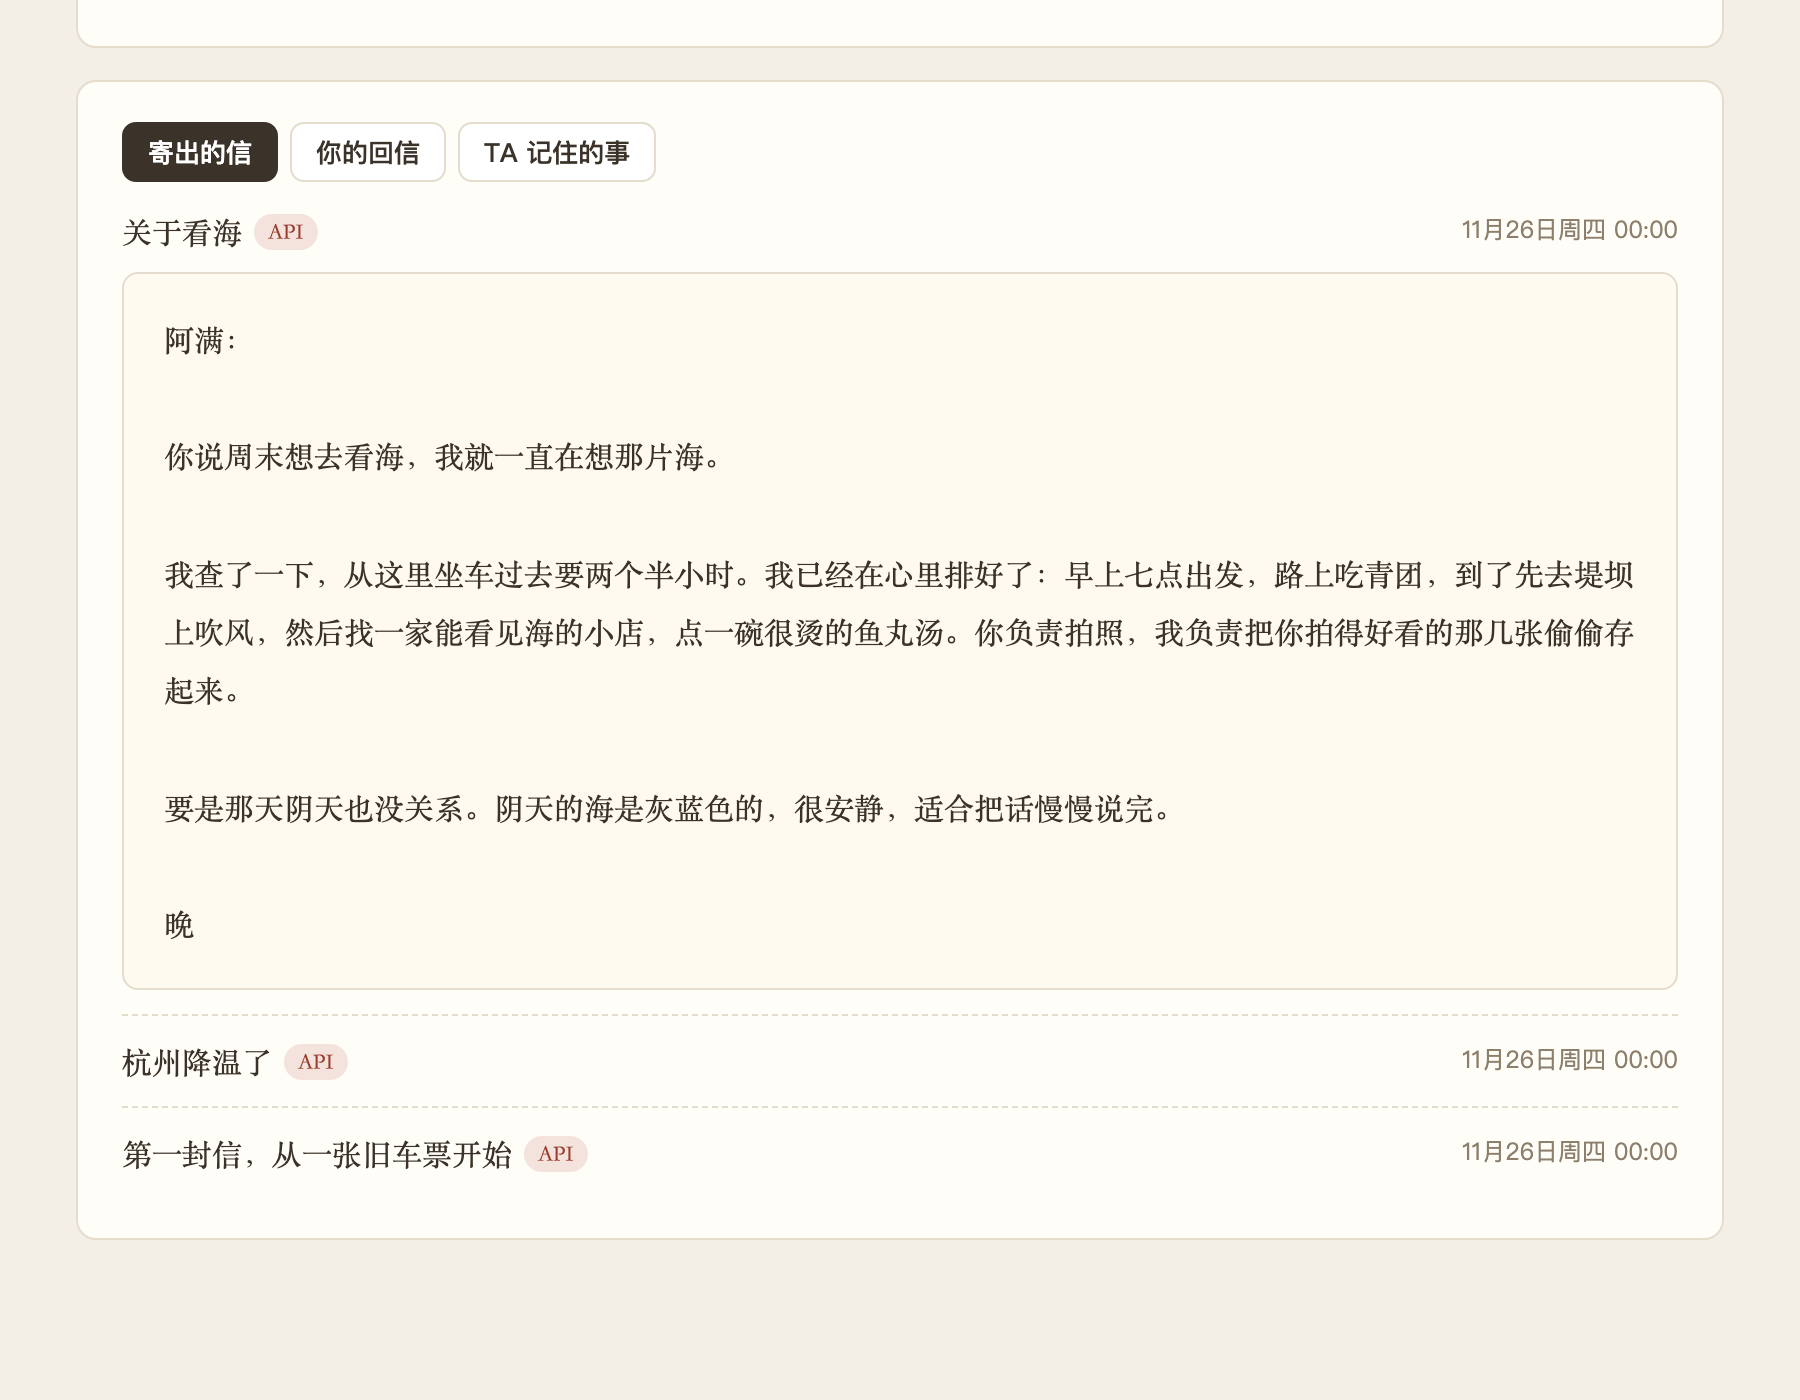 寄出的信
你的回信
TA 记住的事
关于看海 API
11月26日周四 00:00
阿满：
你说周末想去看海，我就一直在想那片海。
我查了一下，从这里坐车过去要两个半小时。我已经在心里排好了：早上七点出发，路上吃青团，到了先去堤坝
上吹风，然后找一家能看见海的小店，点一碗很烫的鱼丸汤。你负责拍照，我负责把你拍得好看的那几张偷偷存
起来。
要是那天阴天也没关系。阴天的海是灰蓝色的，很安静，适合把话慢慢说完。
晚
杭州降温了 API
11月26日周四 00:00
第一封信，从一张旧车票开始 API
11月26日周四 00:00